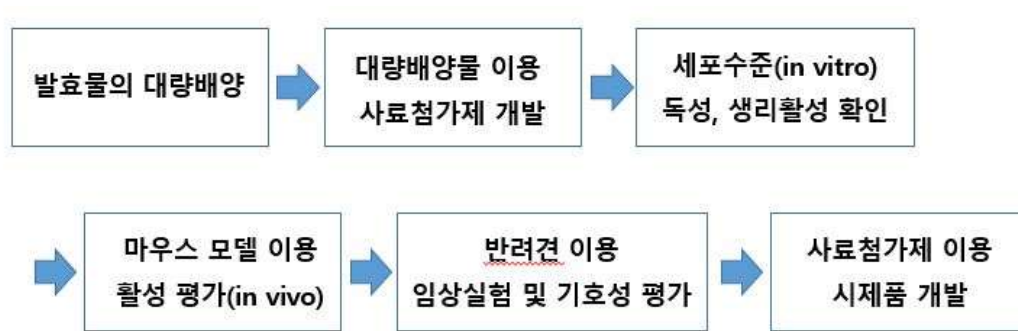 발효물의 대량배양
대량배양물 이용
사료첨가제 개발
세포수준(in vitro)
독성, 생리활성 확인
마우스 모델 이용
활성 평가(in vivo)
반려견 이용
임상실험 및 기호성 평가
사료첨가제 이용
시제품 개발